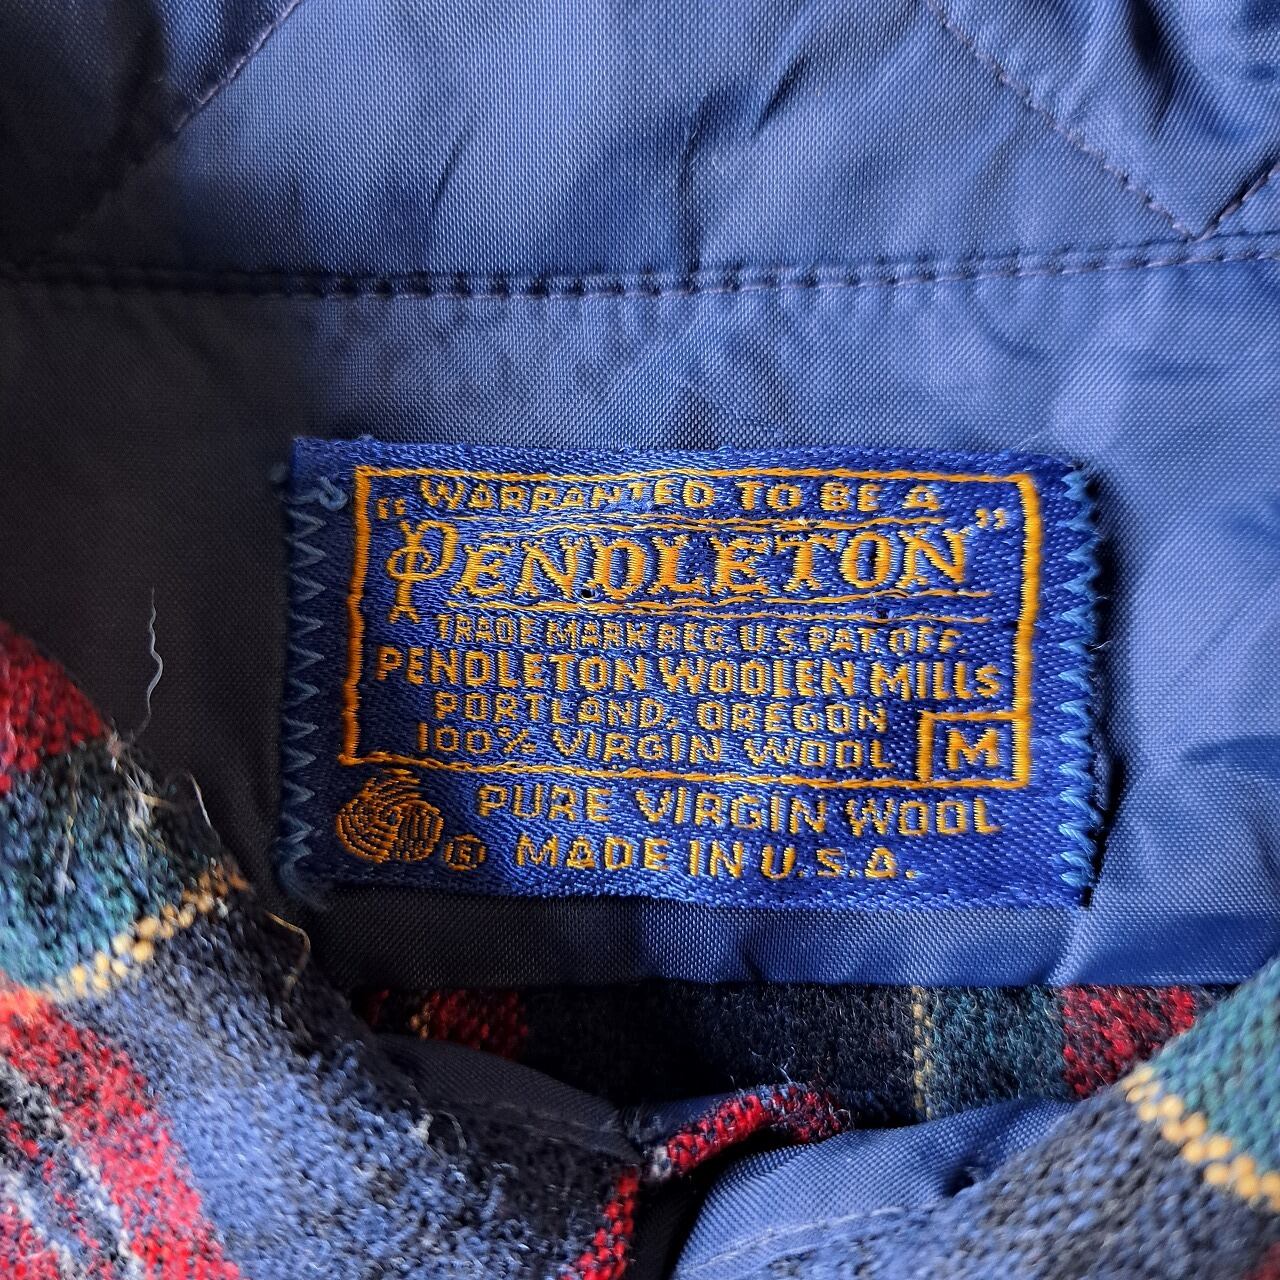 "WARRANTED TO BE A
PENDLETON"
TRADE MARK REG. U.S. PAT. OFF.
PENDLETON WOOLEN MILLS
PORTLAND, OREGON
100% VIRGIN WOOL M
PURE VIRGIN WOOL
® MADE IN U.S.A.